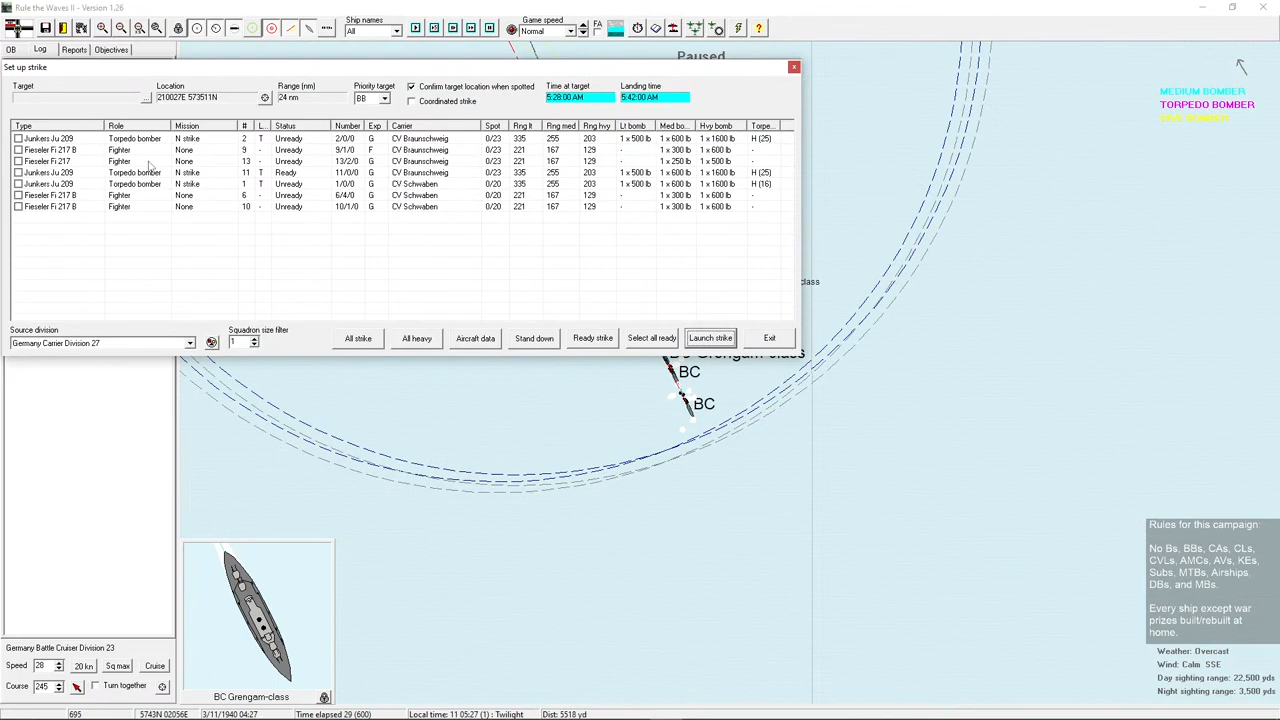 Rule the Waves II - Version 1.26
Ship names
All
Game speed
Normal
FA
OB Log Reports Objectives
Paused
Set up strike
Target
Location
210027E 573511N
Range (nm)
24 nm
Priority target
BB
Confirm target location when spotted
Coordinated strike
Time at target
5:28:00 AM
Landing time
5:42:00 AM
Type Role Mission # L... Status Number Exp Carrier Spot Rng lt Rng med Rng hvy Lt bomb Med bo... Hvy bomb Torpe...
Junkers Ju 209 Torpedo bomber N strike 2 T Unready 2/0/0 G CV Braunschweig 0/23 335 255 203 1 x 500 lb 1 x 600 lb 1 x 1600 lb H (25)
Fieseler Fi 217 B Fighter None 9 - Unready 9/1/0 F CV Braunschweig 0/23 221 167 129 - 1 x 300 lb 1 x 600 lb -
Fieseler Fi 217 Fighter None 13 - Unready 13/2/0 G CV Braunschweig 0/23 221 167 129 - 1 x 250 lb 1 x 500 lb -
Junkers Ju 209 Torpedo bomber N strike 11 T Ready 11/0/0 G CV Braunschweig 0/23 335 255 203 1 x 500 lb 1 x 600 lb 1 x 1600 lb H (25)
Junkers Ju 209 Torpedo bomber N strike 1 T Unready 1/0/0 G CV Schwaben 0/20 335 255 203 1 x 500 lb 1 x 600 lb 1 x 1600 lb H (16)
Fieseler Fi 217 B Fighter None 6 - Unready 6/4/0 G CV Schwaben 0/20 221 167 129 - 1 x 300 lb 1 x 600 lb -
Fieseler Fi 217 B Fighter None 10 - Unready 10/1/0 G CV Schwaben 0/20 221 167 129 - 1 x 300 lb 1 x 600 lb -
Source division
Germany Carrier Division 27
Squadron size filter
1
All strike All heavy Aircraft data Stand down Ready strike Select all ready Launch strike Exit
MEDIUM BOMBER
TORPEDO BOMBER
DIVE BOMBER
class
BC Grengam-class
BC
BC
Rules for this campaign:
No Bs, BBs, CAs, CLs,
CVLs, AMCs, AVs, KEs,
Subs, MTBs, Airships,
DBs, and MBs.
Every ship except war
prizes built/rebuilt at
home.
Weather: Overcast
Wind: Calm SSE
Day sighting range: 22,500 yds
Night sighting range: 3,500 yds
Germany Battle Cruiser Division 23
Speed 28 20 kn Sq max Cruise
Course 245 Turn together
BC Grengam-class
695 5743N 02056E 3/11/1940 04:27 Time elapsed 29 (600) Local time: 11 05:27 (1) : Twilight Dist: 5518 yd